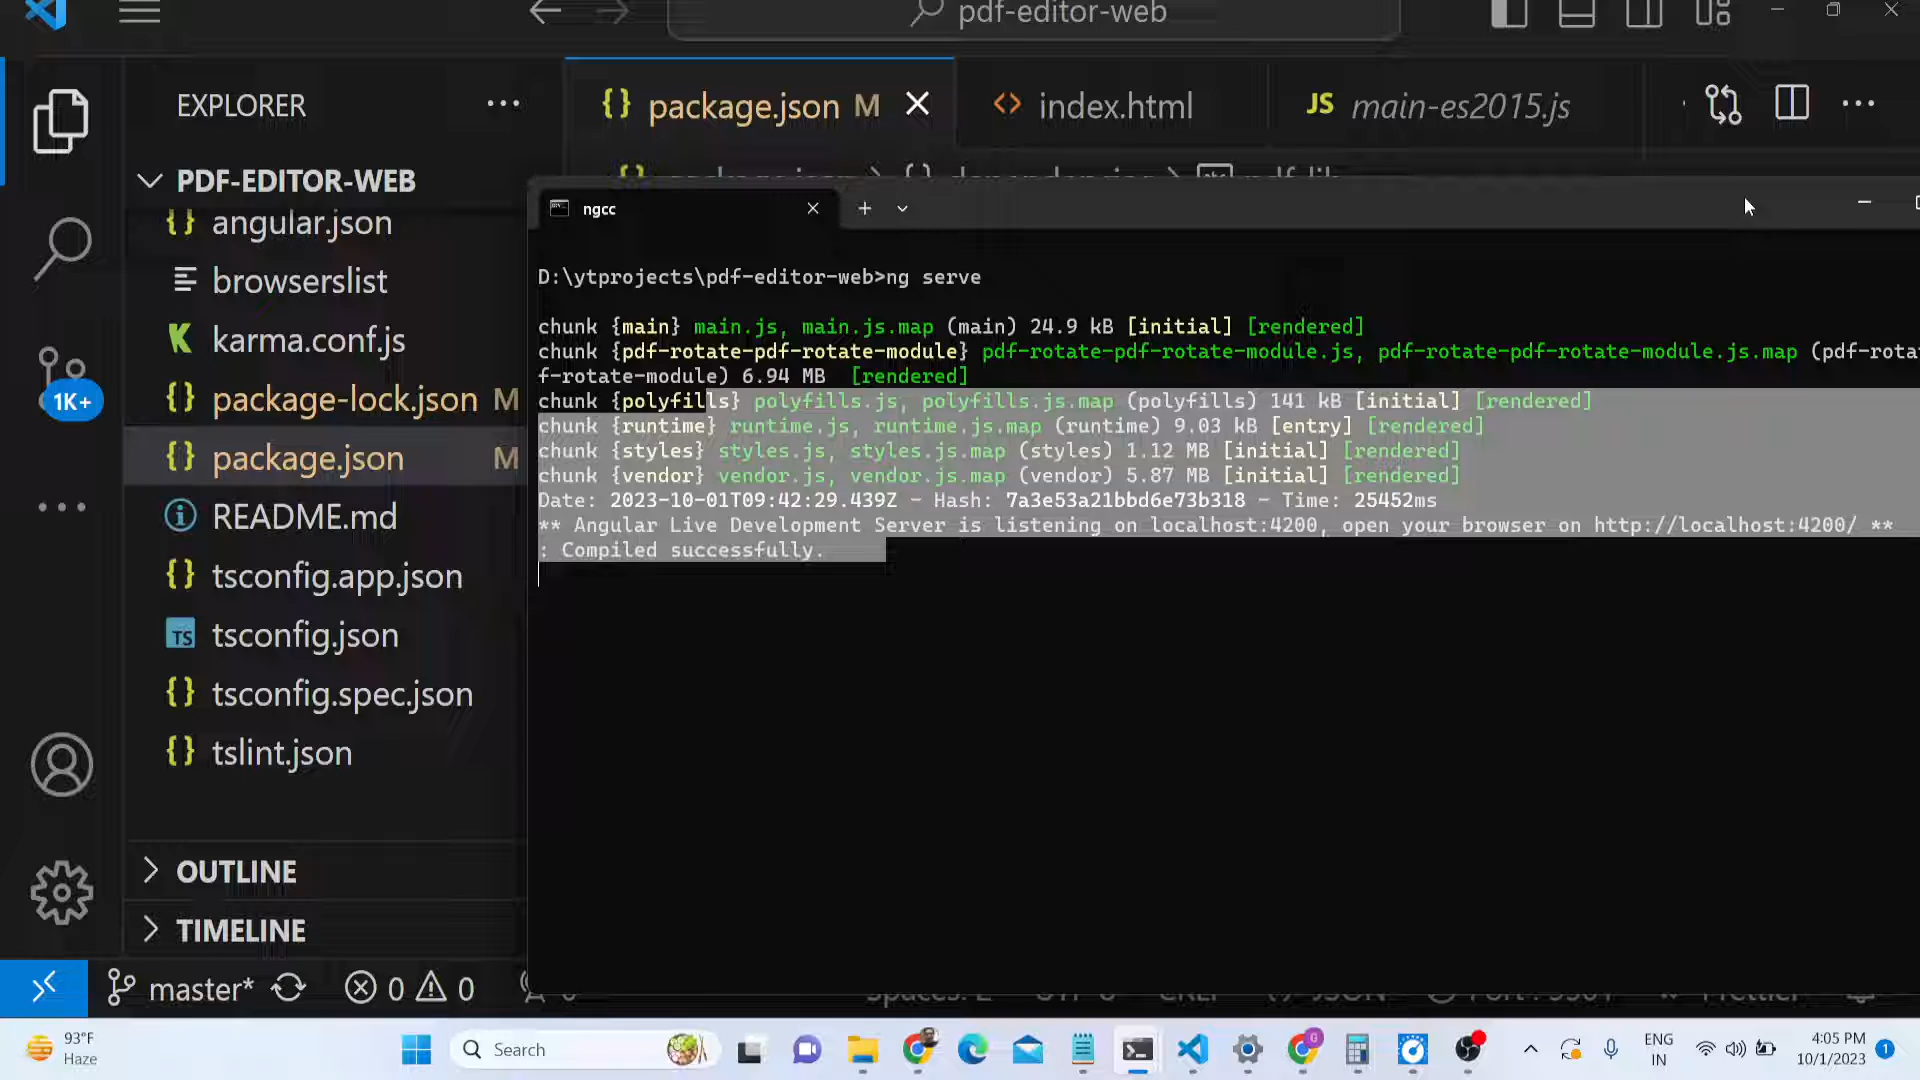 pdf-editor-web
EXPLORER
package.json M
index.html
JS main-es2015.js
PDF-EDITOR-WEB
angular.json
browserslist
karma.conf.js
package-lock.json M
package.json M
README.md
TS tsconfig.app.json
tsconfig.json
tsconfig.spec.json
tslint.json
1K+
OUTLINE
TIMELINE
master*
0
0
ngcc
D:\ytprojects\pdf-editor-web>ng serve
chunk {main} main.js, main.js.map (main) 24.9 kB [initial] [rendered]
chunk {pdf-rotate-pdf-rotate-module} pdf-rotate-pdf-rotate-module.js, pdf-rotate-pdf-rotate-module.js.map (pdf-rota
f-rotate-module) 6.94 MB [rendered]
chunk {polyfills} polyfills.js, polyfills.js.map (polyfills) 141 kB [initial] [rendered]
chunk {runtime} runtime.js, runtime.js.map (runtime) 9.03 kB [entry] [rendered]
chunk {styles} styles.js, styles.js.map (styles) 1.12 MB [initial] [rendered]
chunk {vendor} vendor.js, vendor.js.map (vendor) 5.87 MB [initial] [rendered]
Date: 2023-10-01T09:42:29.439Z - Hash: 7a3e53a21bbd6e73b318 - Time: 25452ms
** Angular Live Development Server is listening on localhost:4200, open your browser on http://localhost:4200/ **
: Compiled successfully.
93°F
Haze
Search
ENG
IN
4:05 PM
10/1/2023
1